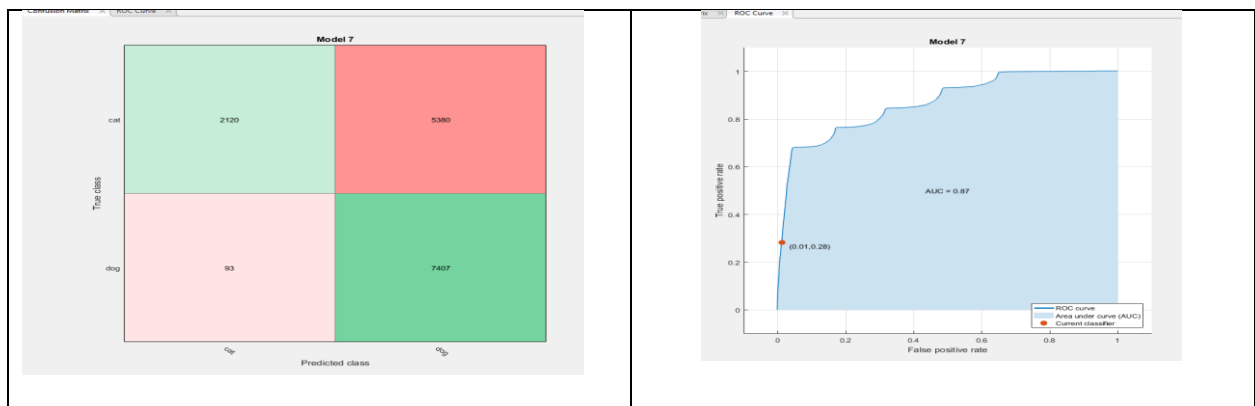 Confusion Matrix
ROC Curve
Model 7
cat
2120
5380
True class
dog
93
7407
cat
dog
Predicted class
ROC Curve
Model 7
1
0.8
0.6
0.4
0.2
0
True positive rate
AUC = 0.87
(0.01,0.28)
ROC curve
Area under curve (AUC)
Current classifier
0
0.2
0.4
0.6
0.8
1
False positive rate